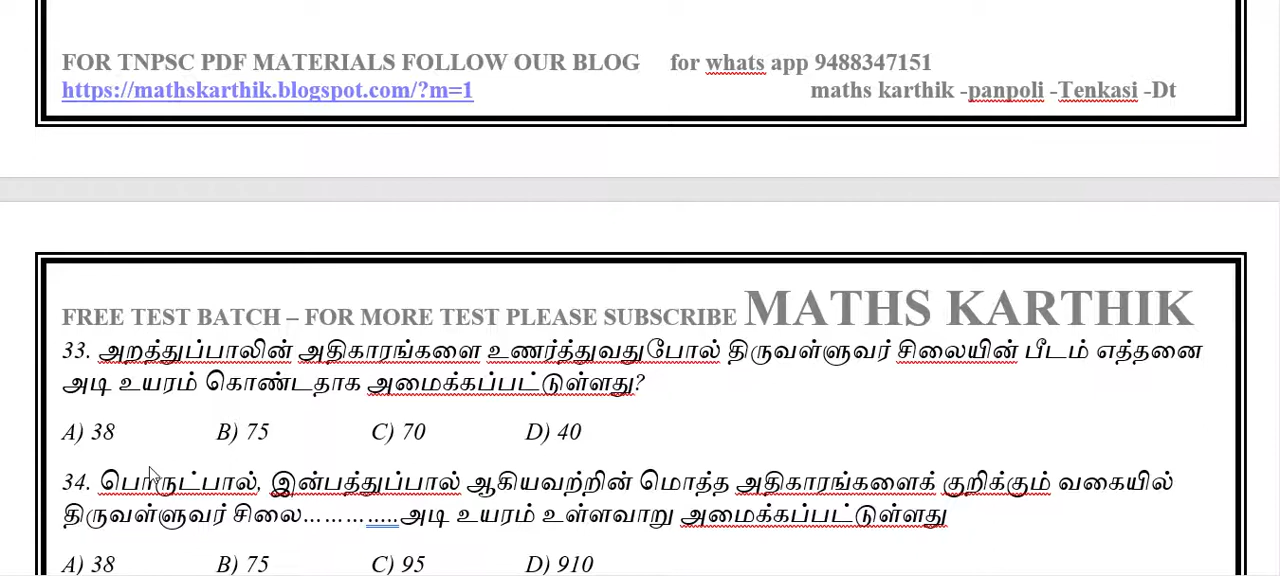 FOR TNPSC PDF MATERIALS FOLLOW OUR BLOG for whats app 9488347151
https://mathskarthik.blogspot.com/?m=1 maths karthik -panpoli -Tenkasi -Dt
FREE TEST BATCH – FOR MORE TEST PLEASE SUBSCRIBE MATHS KARTHIK
33. அறத்துப்பாலின் அதிகாரங்களை உணர்த்துவதுபோல் திருவள்ளுவர் சிலையின் பீடம் எத்தனை
அடி உயரம் கொண்டதாக அமைக்கப்பட்டுள்ளது?
A) 38 B) 75 C) 70 D) 40
34. பொருட்பால், இன்பத்துப்பால் ஆகியவற்றின் மொத்த அதிகாரங்களைக் குறிக்கும் வகையில்
திருவள்ளுவர் சிலை…………..…அடி உயரம் உள்ளவாறு அமைக்கப்பட்டுள்ளது
A) 38 B) 75 C) 95 D) 910